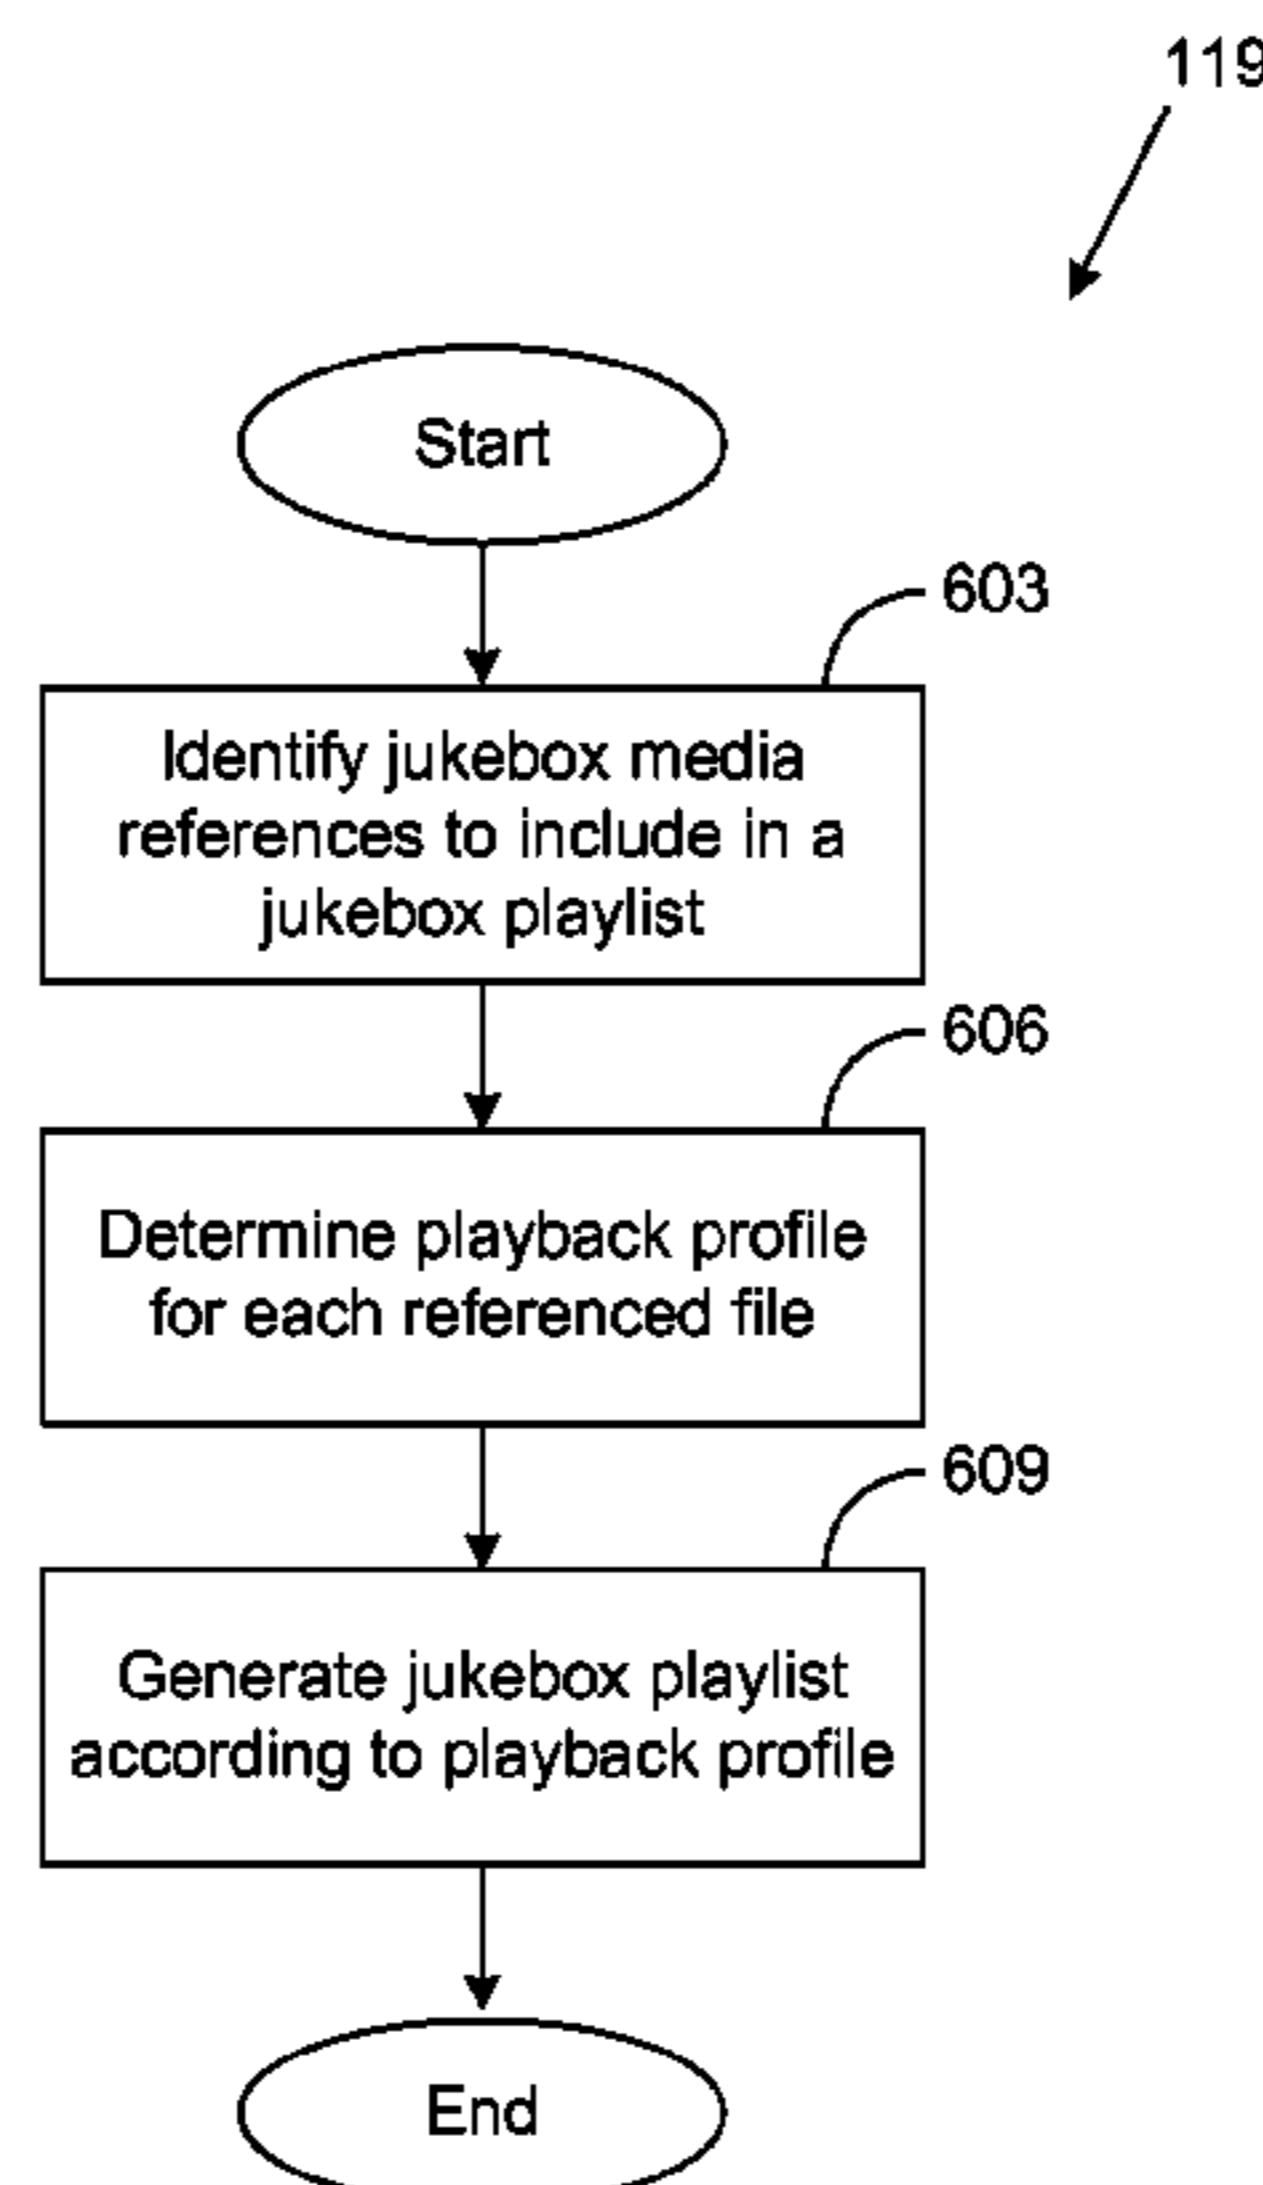 119
Start
603
Identify jukebox media
references to include in a
jukebox playlist
606
Determine playback profile
for each referenced file
609
Generate jukebox playlist
according to playback profile
End